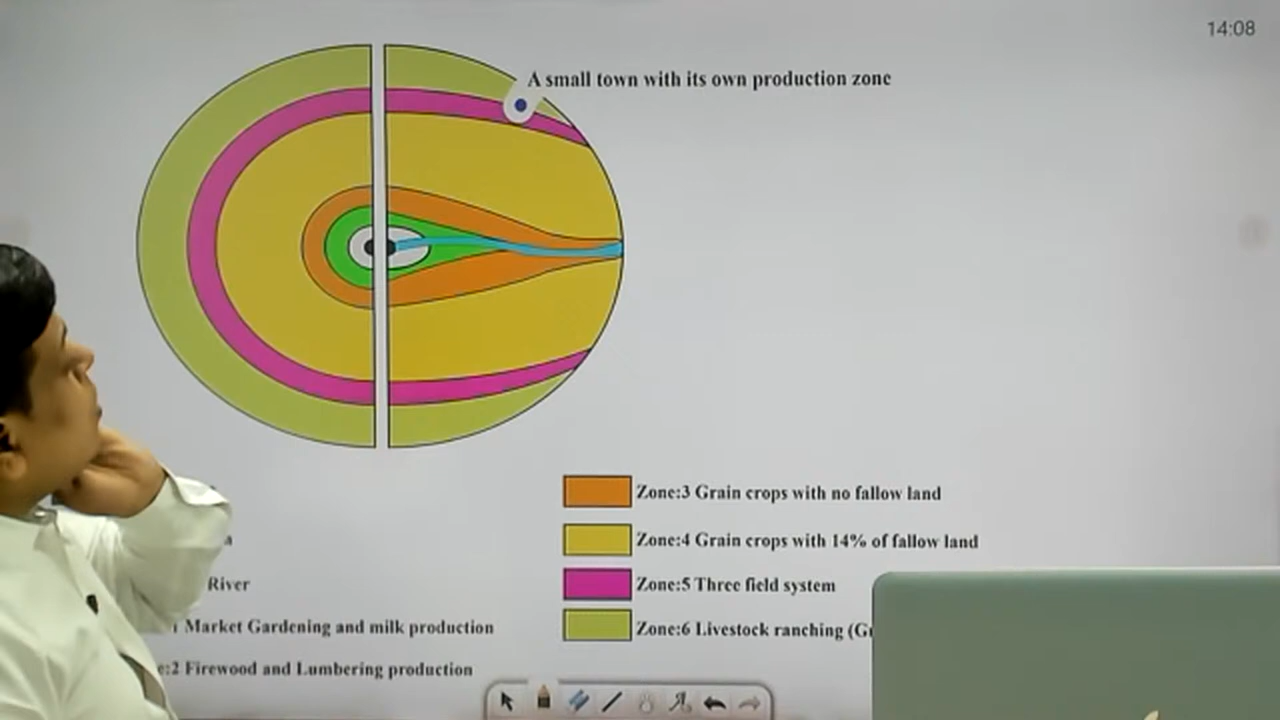 14:08
A small town with its own production zone
Zone:3 Grain crops with no fallow land
Zone:4 Grain crops with 14% of fallow land
River
Zone:5 Three field system
Market Gardening and milk production
Zone:6 Livestock ranching
:2 Firewood and Lumbering production